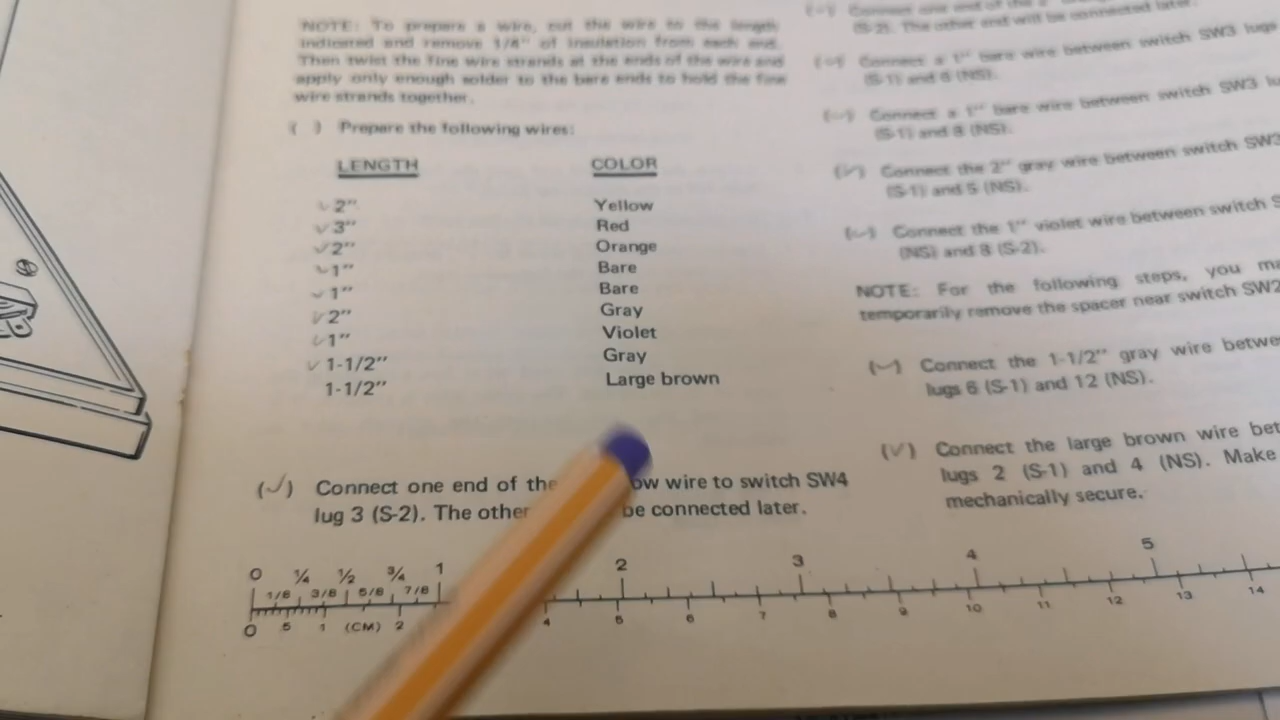 NOTE: To prepare a wire, cut the wire to the length
indicated and remove 1/4" of insulation from each end.
Then twist the fine wire strands at the ends of the wire and
apply only enough solder to the bare ends to hold the fine
wire strands together.
( ) Prepare the following wires:
LENGTH COLOR
2" Yellow
3" Red
2" Orange
1" Bare
1" Bare
2" Gray
1" Violet
1-1/2" Gray
1-1/2" Large brown
(✓) Connect one end of the ow wire to switch SW4
lug 3 (S-2). The other be connected later.
(S-2). The other end will be connected later.
(✓) Connect a 1" bare wire between switch SW3 lugs
(S-1) and 6 (NS).
(✓) Connect a 1" bare wire between switch SW3
(S-1) and 8 (NS).
(✓) Connect the 2" gray wire between switch SW3
(S-1) and 5 (NS).
(✓) Connect the 1" violet wire between switch
(NS) and 8 (S-2).
NOTE: For the following steps, you
temporarily remove the spacer near switch SW2
(✓) Connect the 1-1/2" gray wire
lugs 6 (S-1) and 12 (NS).
(✓) Connect the large brown wire
lugs 2 (S-1) and 4 (NS). Make
mechanically secure.
0 1/4 1/2 3/4 1 2 3 4 5
1/8 3/8 5/8 7/8
0 5 1 (CM) 2 4 5 6 7 8 9 10 11 12 13 14